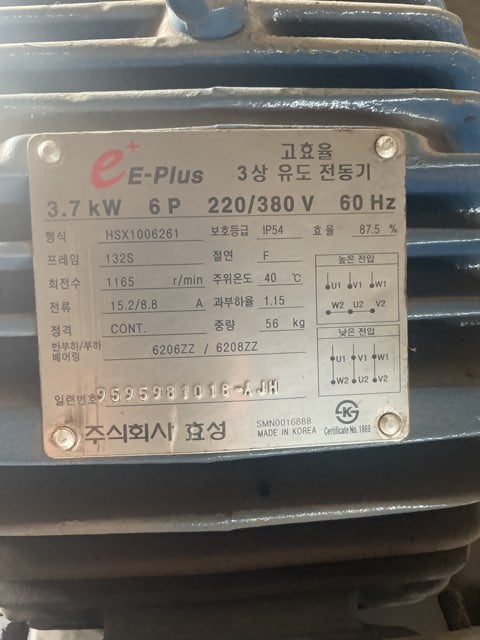 e+ E-Plus
고효율
3상 유도 전동기
3.7 kW 6 P 220/380 V 60 Hz
형식 HSX1006261 보호등급 IP54 효율 87.5 %
프레임 132S 절연 F
회전수 1165 r/min 주위온도 40 ℃
전류 15.2/8.8 A 과부하율 1.15
정격 CONT. 중량 56 kg
반부하/부하
베어링 6206ZZ / 6208ZZ
높은 전압
U1 V1 W1
W2 U2 V2
낮은 전압
U1 V1 W1
W2 U2 V2
일련번호 9595981018-AJH
주식회사 효성
SMN0016888
MADE IN KOREA
Certificate No. 1869